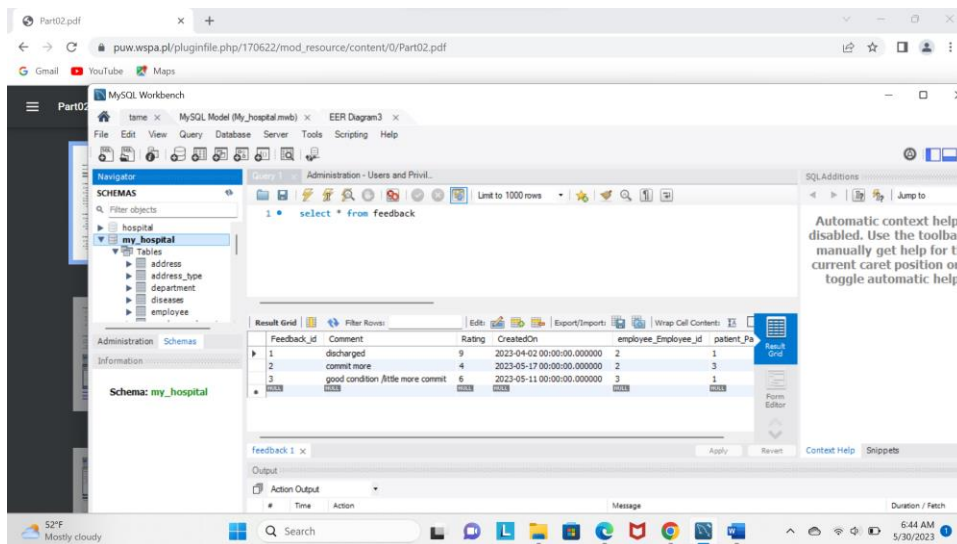 Part02.pdf
puw.wspa.pl/pluginfile.php/170622/mod_resource/content/0/Part02.pdf
Gmail YouTube Maps
Part02
MySQL Workbench
tame MySQL Model (My_hospital.mwb) EER Diagram3
File Edit View Query Database Server Tools Scripting Help
Navigator
SCHEMAS
Filter objects
hospital
my_hospital
Tables
address
address_type
department
diseases
employee
Administration Schemas
Information
Schema: my_hospital
Query 1 Administration - Users and Privil...
Limit to 1000 rows
1 select * from feedback
Result Grid Filter Rows: Edit: Export/Import: Wrap Cell Content:
Feedback_id Comment Rating CreatedOn employee_Employee_id patient_Pa
1 discharged 9 2023-04-02 00:00:00.000000 2 1
2 commit more 4 2023-05-17 00:00:00.000000 2 3
3 good condition /little more commit 6 2023-05-11 00:00:00.000000 3 1
NULL NULL NULL NULL NULL NULL
Result Grid
Form Editor
feedback 1 Apply Revert
Output
Action Output
# Time Action Message Duration / Fetch
SQLAdditions
Jump to
Automatic context help
disabled. Use the toolba
manually get help for t
current caret position or
toggle automatic help
Context Help Snippets
52°F
Mostly cloudy
Search
6:44 AM
5/30/2023
1